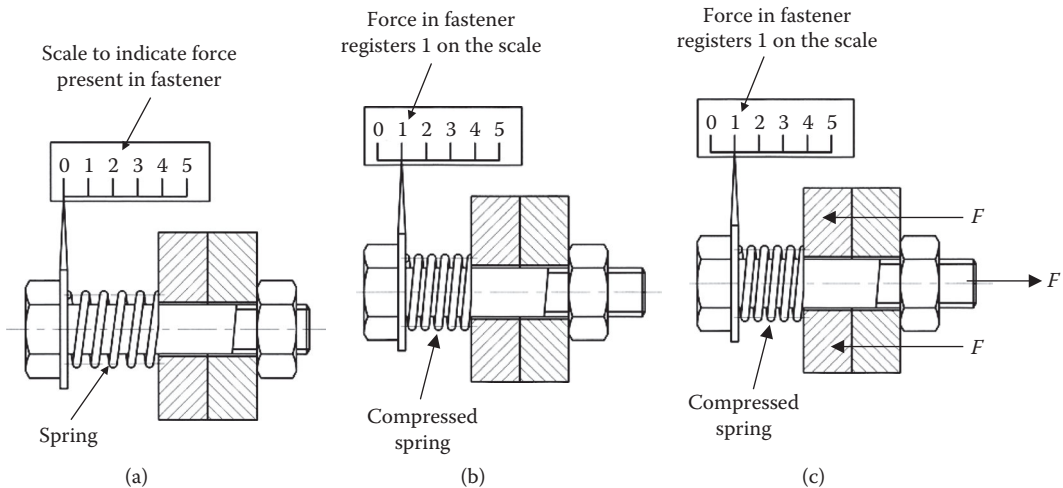 Scale to indicate force
present in fastener
0 1 2 3 4 5
Spring
(a)
Force in fastener
registers 1 on the scale
0 1 2 3 4 5
Compressed
spring
(b)
Force in fastener
registers 1 on the scale
0 1 2 3 4 5
F
F
F
Compressed
spring
(c)